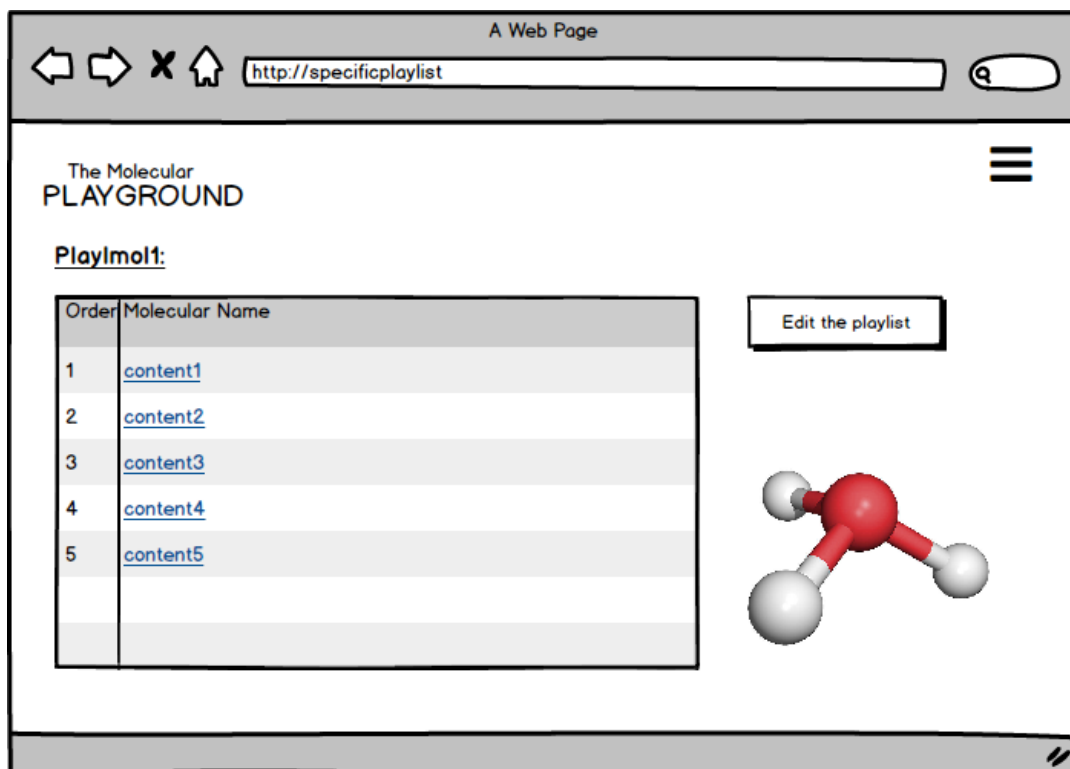 A Web Page
http://specificplaylist
The Molecular
PLAYGROUND
Playlmol1:
Order Molecular Name
1 content1
2 content2
3 content3
4 content4
5 content5
Edit the playlist